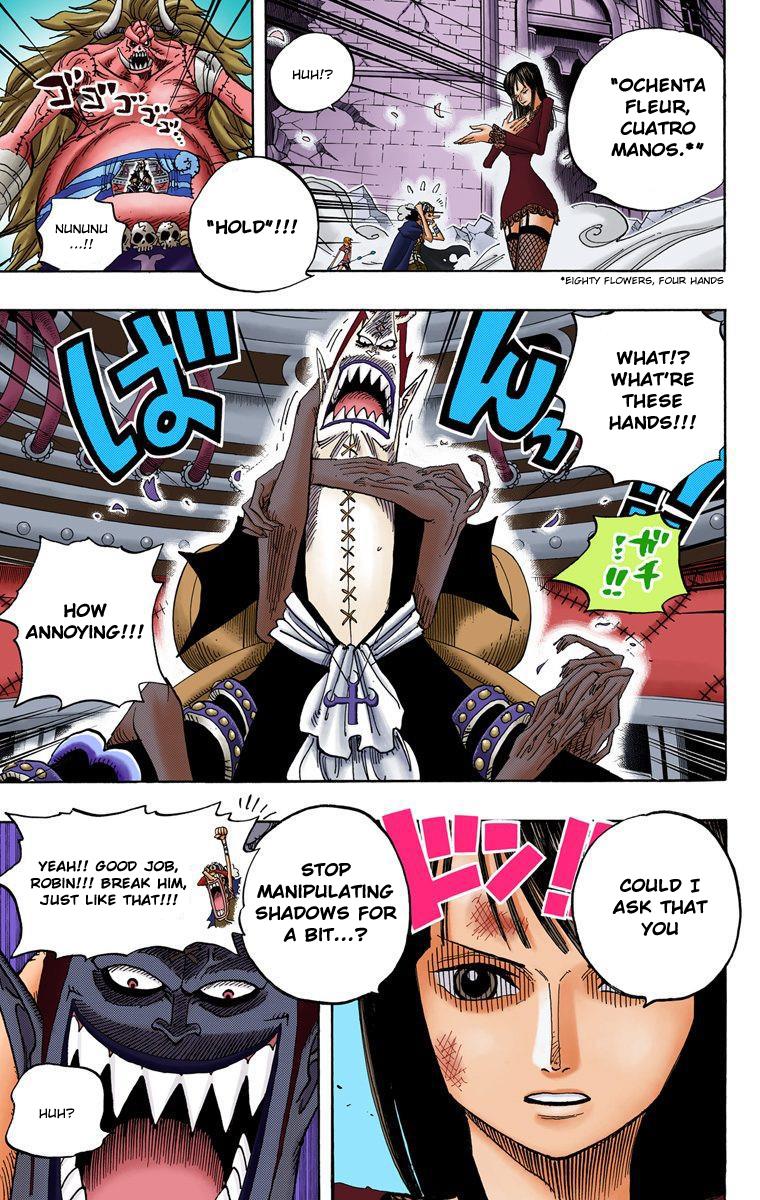 "OCHENTA
FLEUR,
CUATRO
MANOS.*"
HUH!?
"HOLD"!!!
*EIGHTY FLOWERS, FOUR HANDS
ゴゴゴゴゴ
NUNUNU
...!!
WHAT!?
WHAT'RE
THESE
HANDS!!!
ばんっ
ガチ
...!!
HOW
ANNOYING!!!
COULD I
ASK THAT
YOU
ドン!!
STOP
MANIPULATING
SHADOWS FOR
A BIT...?
YEAH!! GOOD JOB,
ROBIN!!! BREAK HIM,
JUST LIKE THAT!!!
HUH?